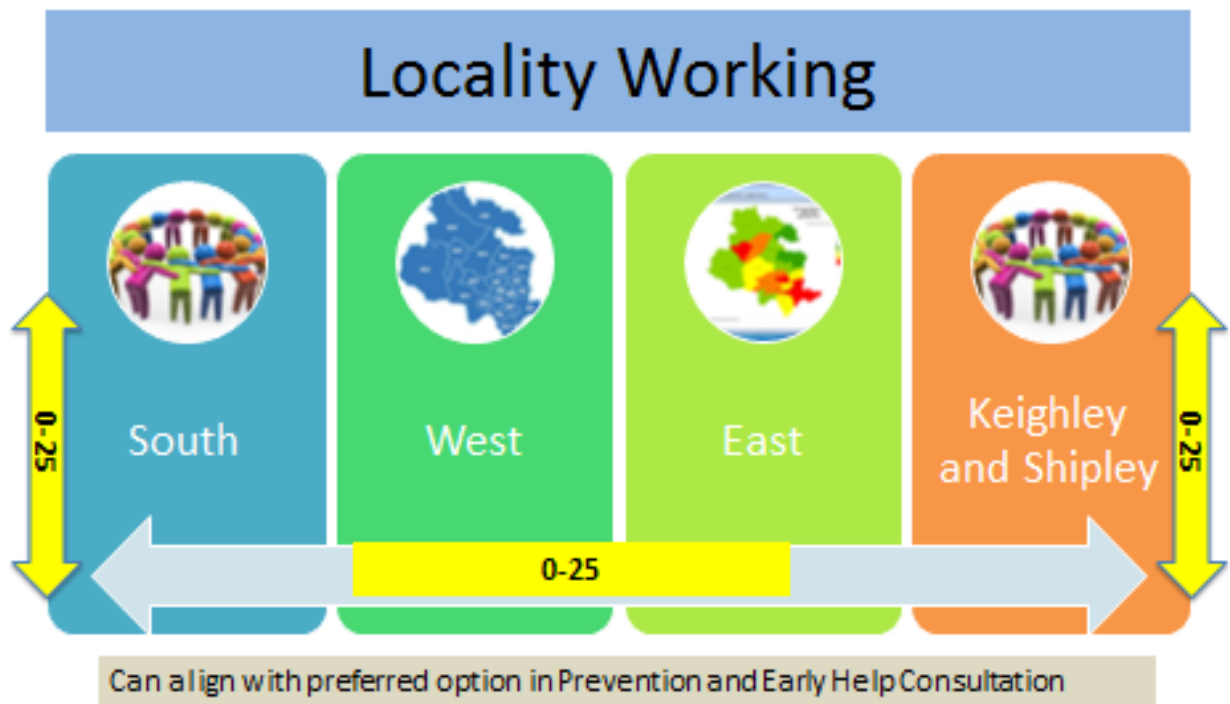 Locality Working
South
West
East
Keighley
and Shipley
0-25
0-25
0-25
Can align with preferred option in Prevention and Early Help Consultation